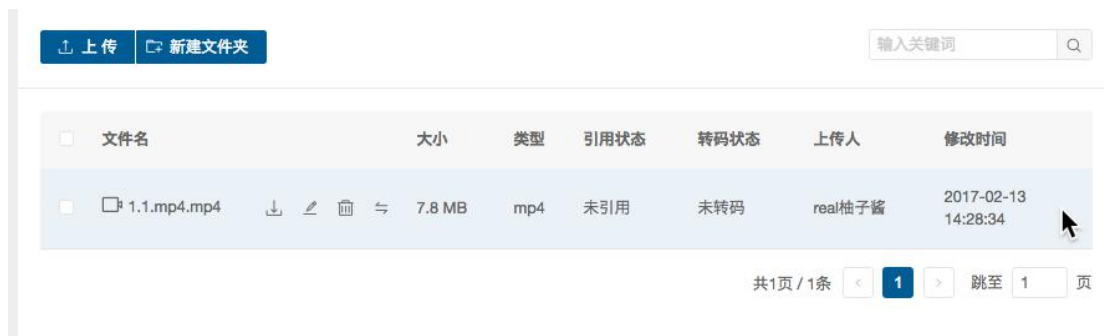 上 传 新建文件夹 输入关键词
文件名 大小 类型 引用状态 转码状态 上传人 修改时间
1.1.mp4.mp4 7.8 MB mp4 未引用 未转码 real柚子酱 2017-02-13
14:28:34
共1页 / 1条 < 1 > 跳至 1 页